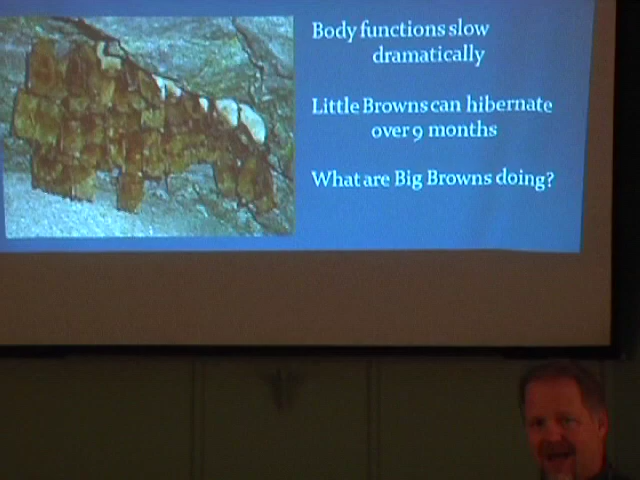 Body functions slow
dramatically
Little Browns can hibernate
over 9 months
What are Big Browns doing?